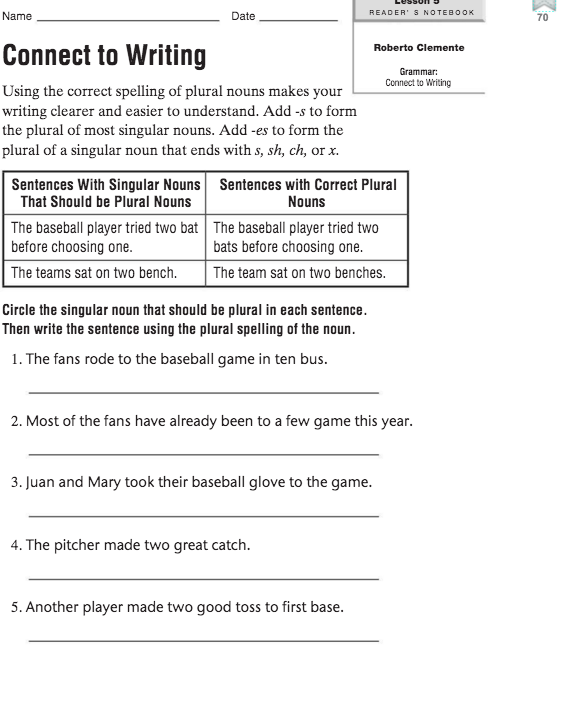 Name
Date
Lesson 5
READER'S NOTEBOOK
70
Roberto Clemente
Grammar:
Connect to Writing
Connect to Writing
Using the correct spelling of plural nouns makes your
writing clearer and easier to understand. Add -s to form
the plural of most singular nouns. Add -es to form the
plural of a singular noun that ends with s, sh, ch, or x.
Sentences With Singular Nouns
That Should be Plural Nouns
Sentences with Correct Plural
Nouns
The baseball player tried two bat
before choosing one.
The baseball player tried two
bats before choosing one.
The teams sat on two bench.
The team sat on two benches.
Circle the singular noun that should be plural in each sentence.
Then write the sentence using the plural spelling of the noun.
1. The fans rode to the baseball game in ten bus.
2. Most of the fans have already been to a few game this year.
3. Juan and Mary took their baseball glove to the game.
4. The pitcher made two great catch.
5. Another player made two good toss to first base.